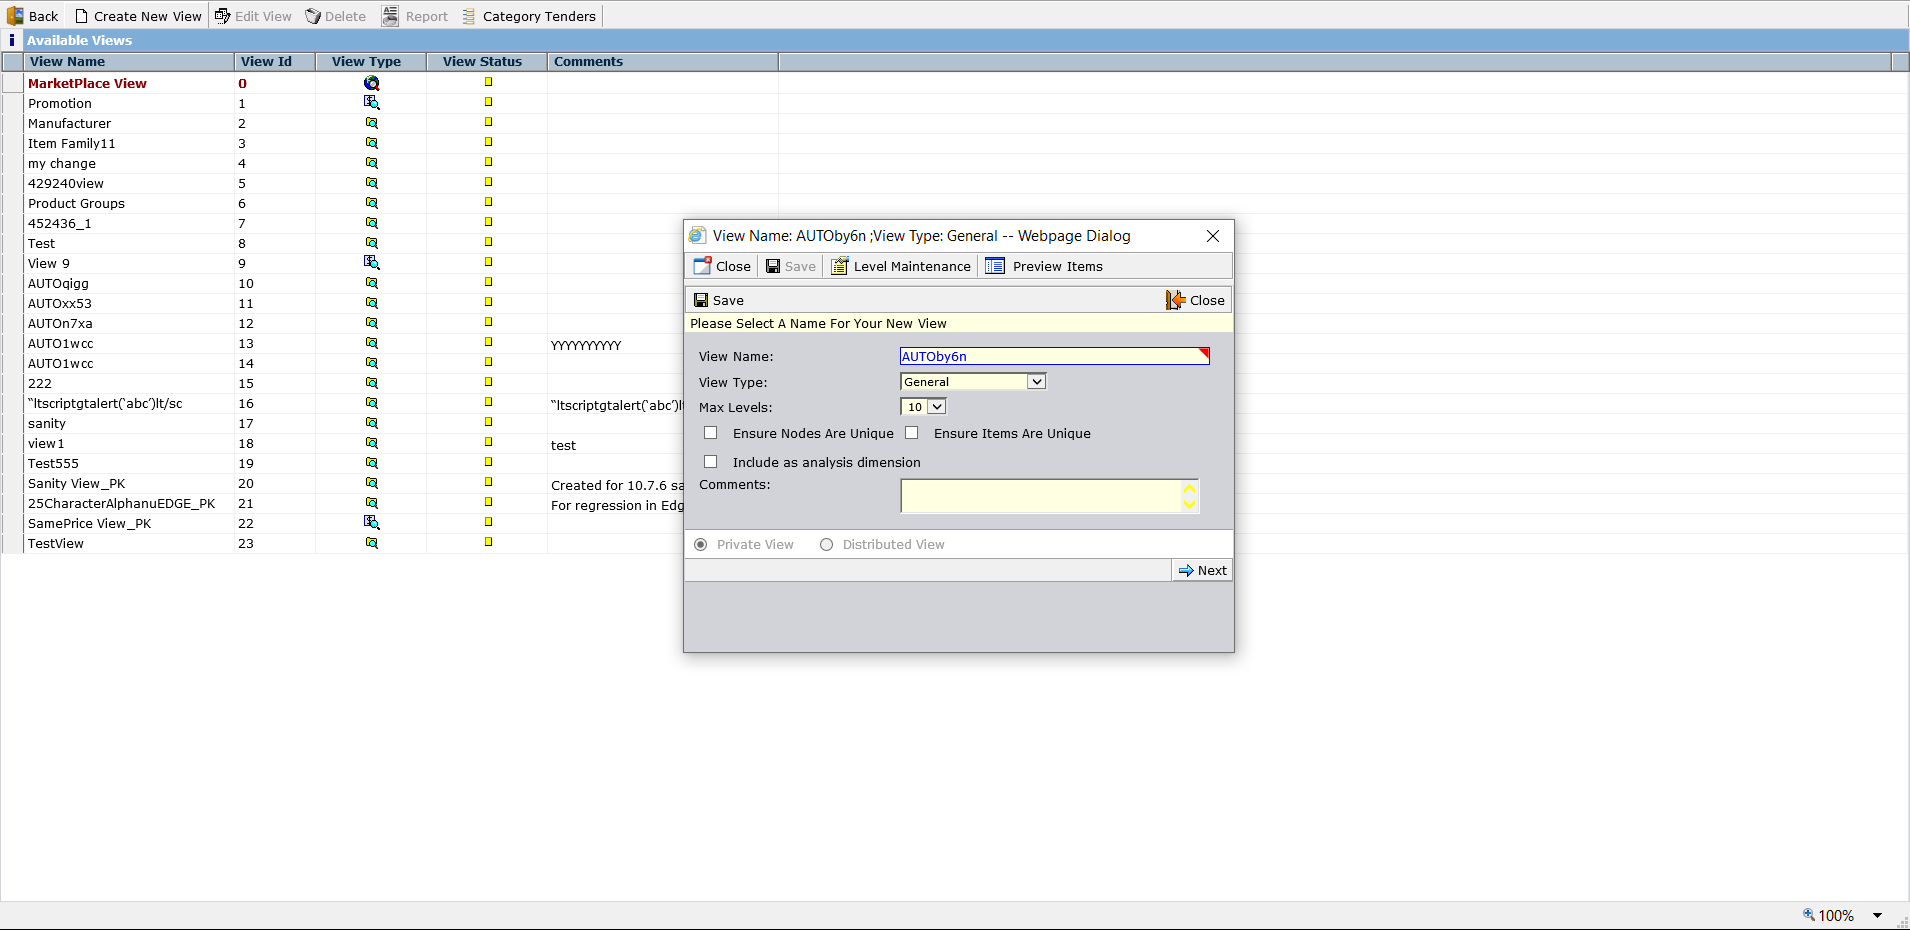 Back Create New View Edit View Delete Report Category Tenders
i Available Views
View Name View Id View Type View Status Comments
MarketPlace View 0
Promotion 1
Manufacturer 2
Item Family11 3
my change 4
429240view 5
Product Groups 6
452436_1 7
Test 8
View 9 9
AUTOqigg 10
AUTOxx53 11
AUTOn7xa 12
AUTO1wcc 13 YYYYYYYYYY
AUTO1wcc 14
222 15
“ltscriptgtalert(‘abc’)lt/sc 16 “ltscriptgtalert(‘abc’)lt
sanity 17
view1 18 test
Test555 19
Sanity View_PK 20 Created for 10.7.6 sa
25CharacterAlphanuEDGE_PK 21 For regression in Edg
SamePrice View_PK 22
TestView 23
View Name: AUTOby6n ;View Type: General -- Webpage Dialog
Close Save Level Maintenance Preview Items
Save Close
Please Select A Name For Your New View
View Name: AUTOby6n
View Type: General
Max Levels: 10
Ensure Nodes Are Unique Ensure Items Are Unique
Include as analysis dimension
Comments:
Private View Distributed View
Next
100%